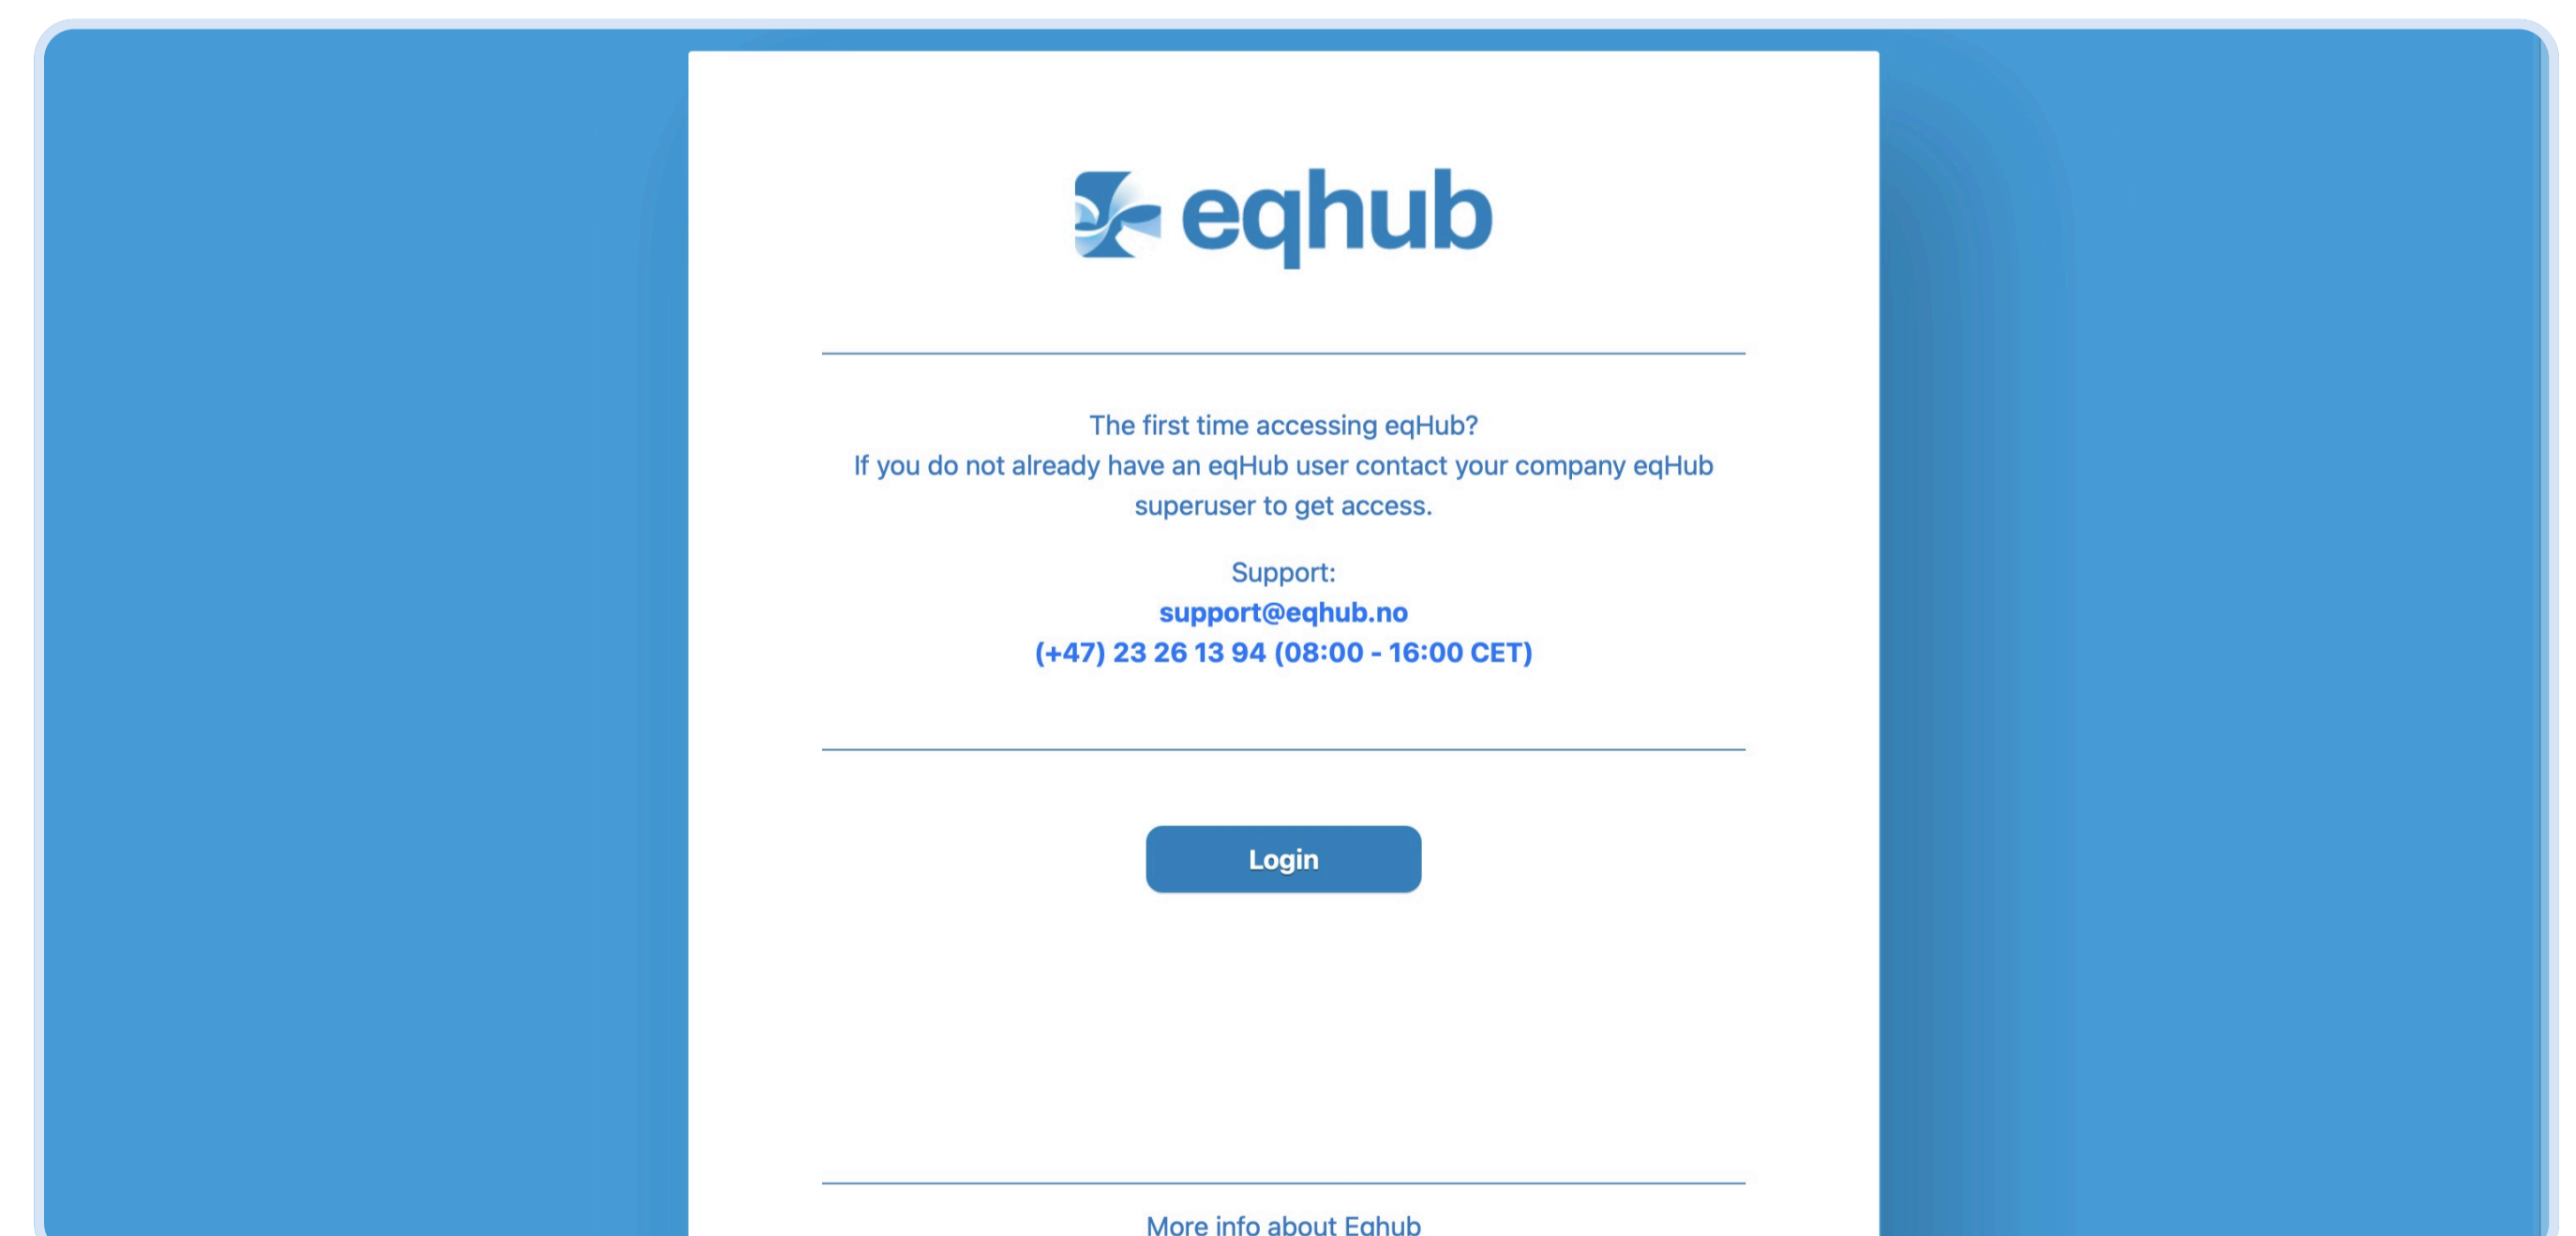 eqhub
The first time accessing eqHub?
If you do not already have an eqHub user contact your company eqHub
superuser to get access.
Support:
support@eqhub.no
(+47) 23 26 13 94 (08:00 - 16:00 CET)
Login
More info about Eqhub